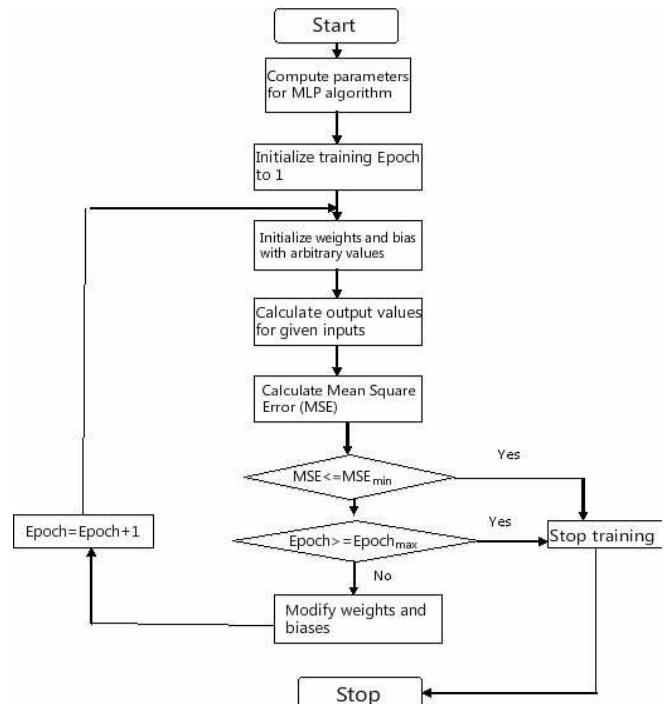 Start
Compute parameters
for MLP algorithm
Initialize training Epoch
to 1
Initialize weights and bias
with arbitrary values
Calculate output values
for given inputs
Calculate Mean Square
Error (MSE)
Yes
MSE<=MSEmin
Yes
Epoch=Epoch+1
Epoch>=Epochmax
Stop training
No
Modify weights and
biases
Stop